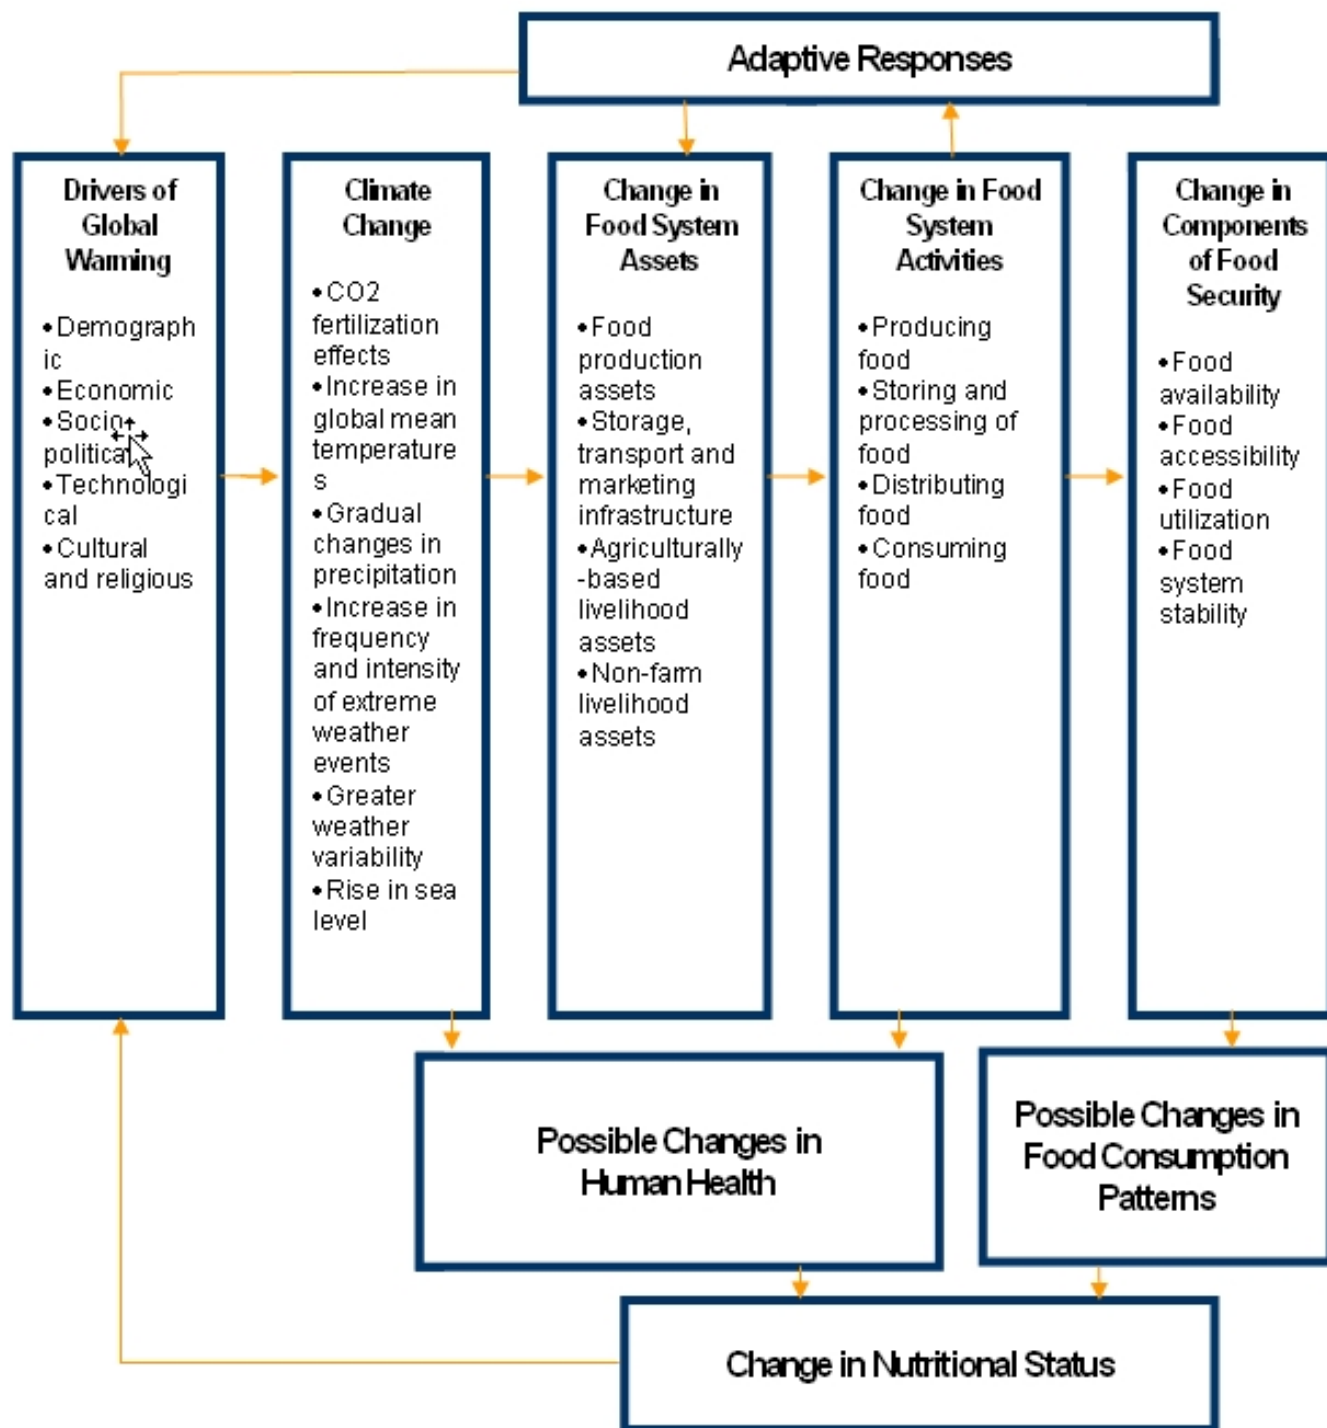 Adaptive Responses
Drivers of
Global
Warming
• Demograph
ic
• Economic
• Socio-
political
• Technologi
cal
• Cultural
and religious
Climate
Change
• CO2
fertilization
effects
• Increase in
global mean
temperature
s
• Gradual
changes in
precipitation
• Increase in
frequency
and intensity
of extreme
weather
events
• Greater
weather
variability
• Rise in sea
level
Change in
Food System
Assets
• Food
production
assets
• Storage,
transport and
marketing
infrastructure
• Agriculturally
-based
livelihood
assets
• Non-farm
livelihood
assets
Change in Food
System
Activities
• Producing
food
• Storing and
processing of
food
• Distributing
food
• Consuming
food
Change in
Components
of Food
Security
• Food
availability
• Food
accessibility
• Food
utilization
• Food
system
stability
Possible Changes in
Human Health
Possible Changes in
Food Consumption
Patterns
Change in Nutritional Status